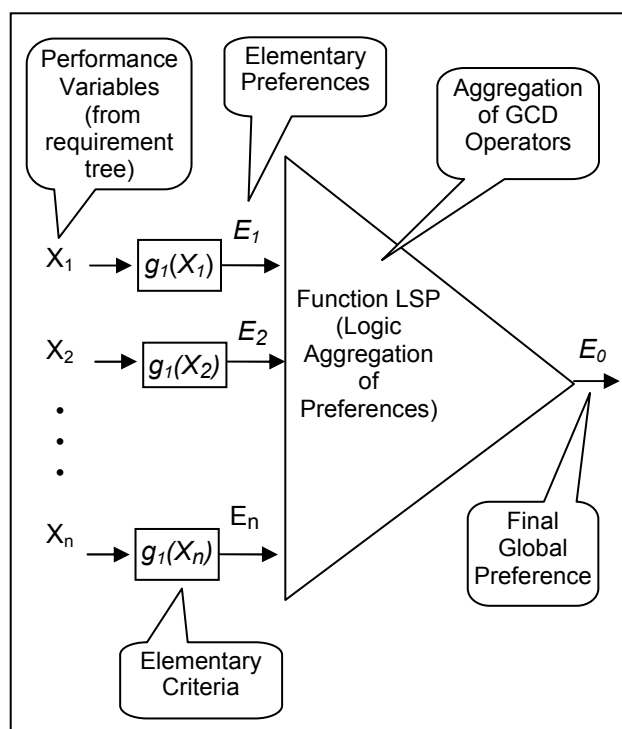 Performance
Variables
(from
requirement
tree)
Elementary
Preferences
Aggregation
of GCD
Operators
X₁
g₁(X₁)
E₁
X₂
g₁(X₂)
E₂
Function LSP
(Logic
Aggregation
of
Preferences)
E₀
Xₙ
g₁(Xₙ)
Eₙ
Final
Global
Preference
Elementary
Criteria